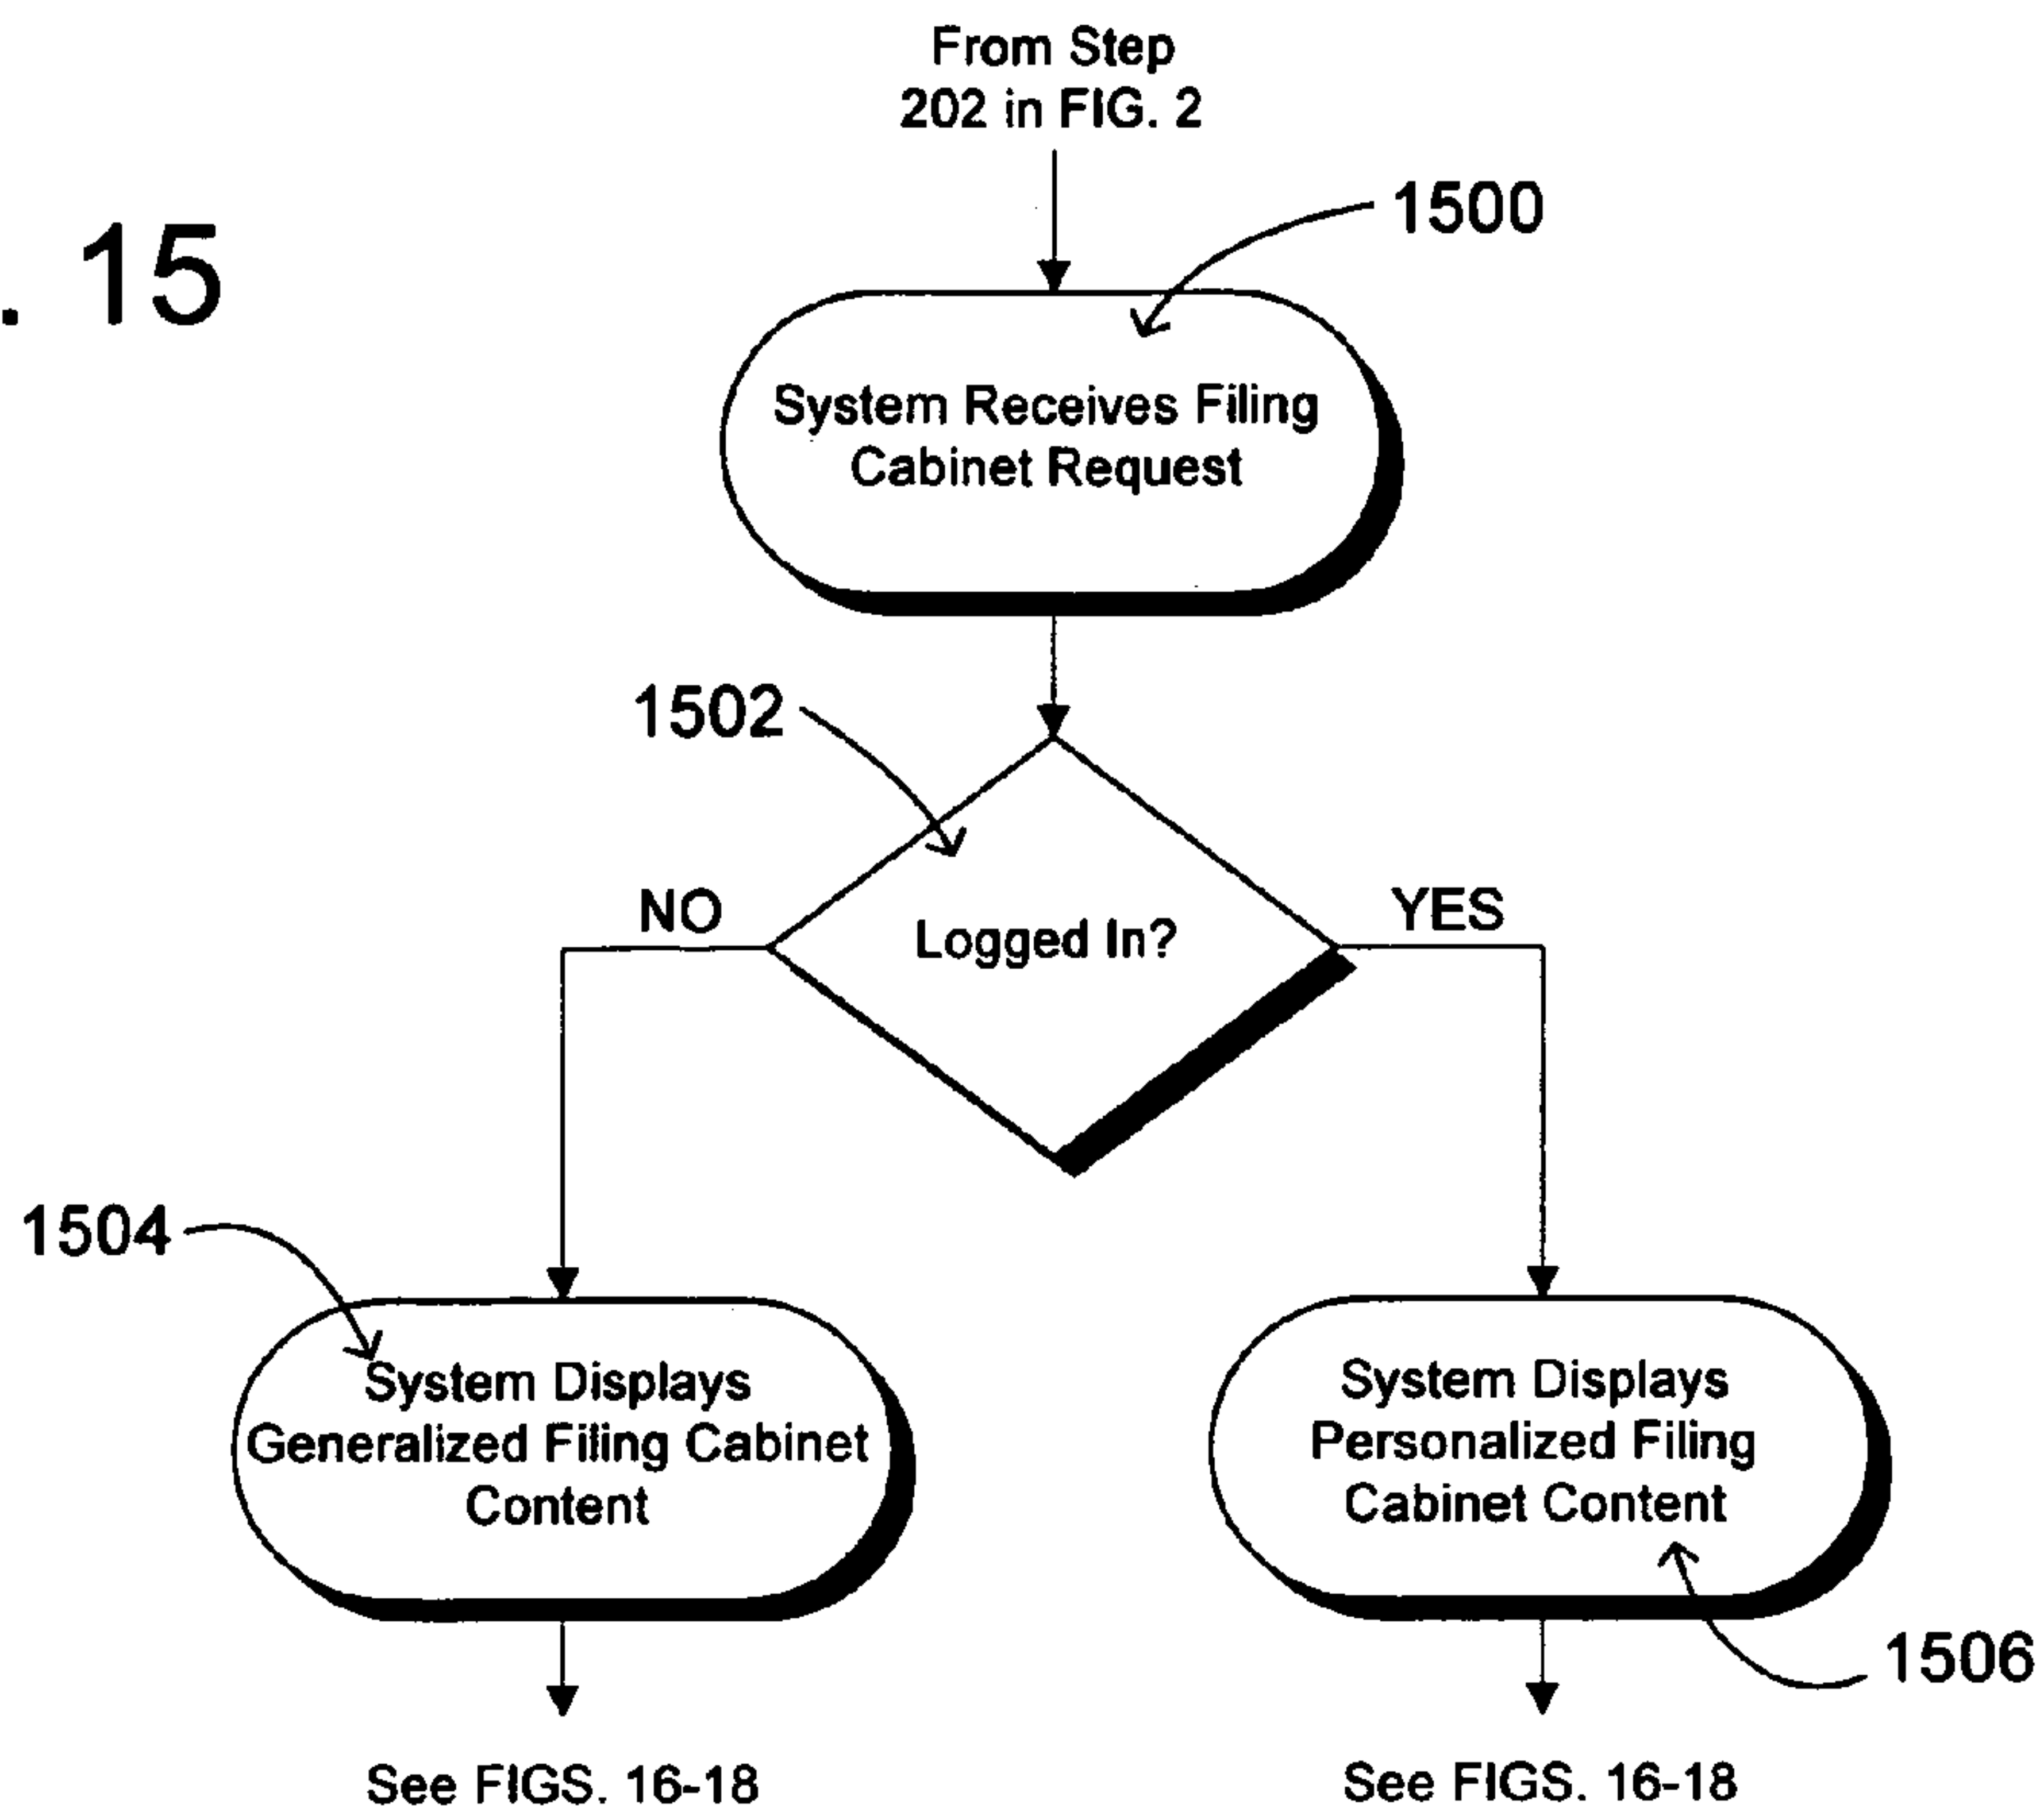 From Step
202 in FIG. 2
1500
. 15
System Receives Filing
Cabinet Request
1502
NO
YES
Logged In?
1504
System Displays
Generalized Filing Cabinet
Content
System Displays
Personalized Filing
Cabinet Content
1506
See FIGS. 16-18
See FIGS. 16-18